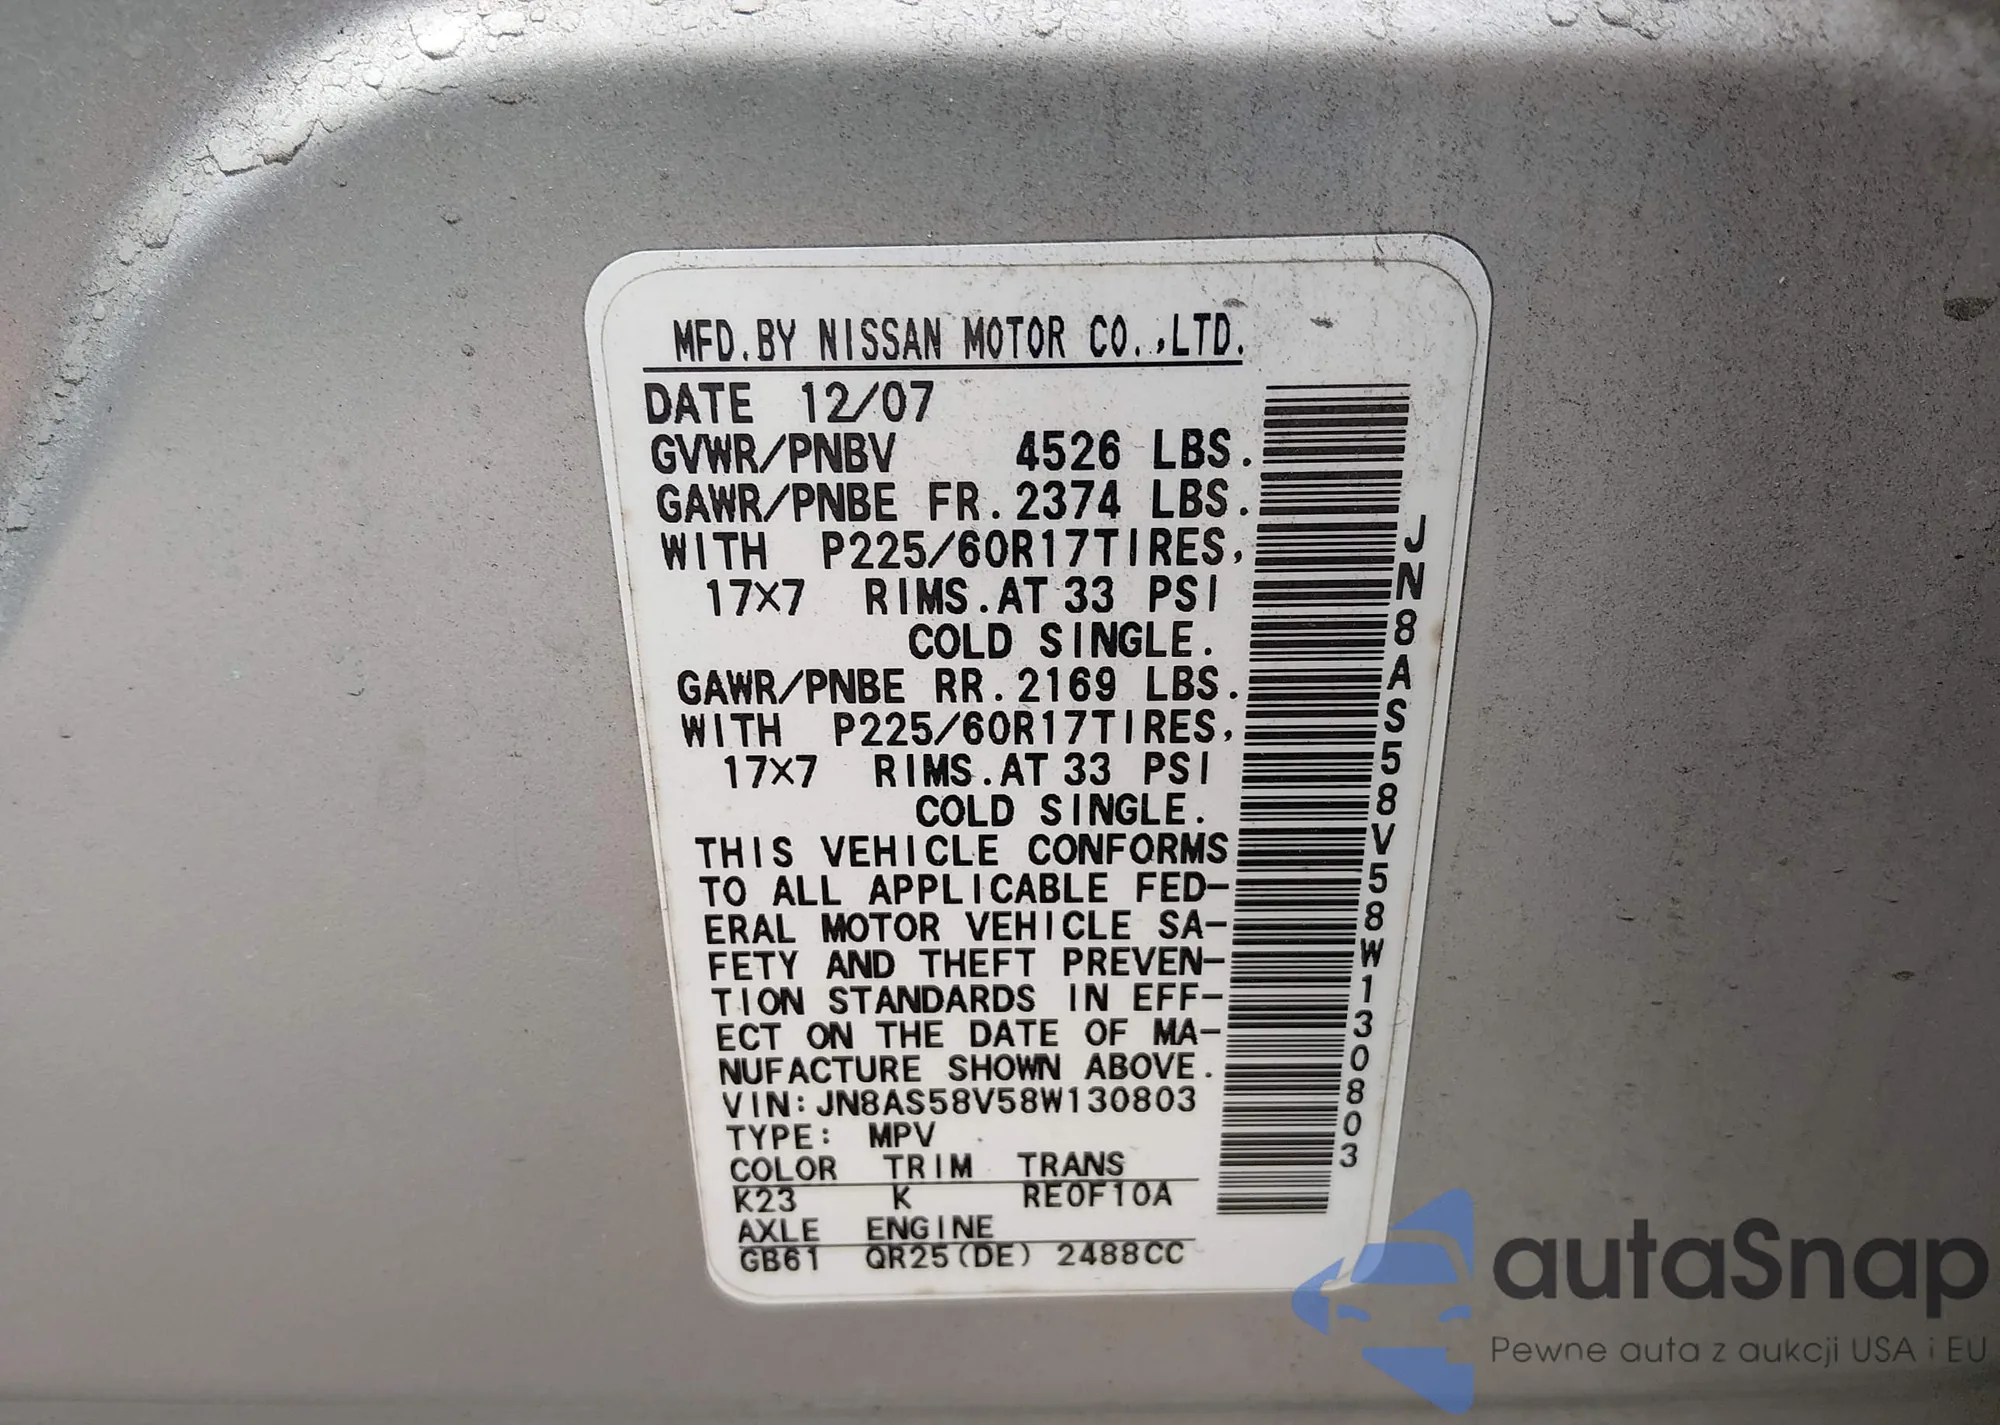 MFD.BY NISSAN MOTOR CO.,LTD.
DATE 12/07
GVWR/PNBV 4526 LBS.
GAWR/PNBE FR.2374 LBS.
WITH P225/60R17TIRES,
17×7 RIMS.AT 33 PSI
COLD SINGLE.
GAWR/PNBE RR.2169 LBS.
WITH P225/60R17TIRES,
17×7 RIMS.AT 33 PSI
COLD SINGLE.
THIS VEHICLE CONFORMS
TO ALL APPLICABLE FED-
ERAL MOTOR VEHICLE SA-
FETY AND THEFT PREVEN-
TION STANDARDS IN EFF-
ECT ON THE DATE OF MA-
NUFACTURE SHOWN ABOVE.
VIN:JN8AS58V58W130803
TYPE: MPV
COLOR TRIM TRANS
K23 K RE0F10A
AXLE ENGINE
GB61 QR25(DE) 2488CC
JN8AS58V58W130803
autaSnap
Pewne auta z aukcji USA i EU